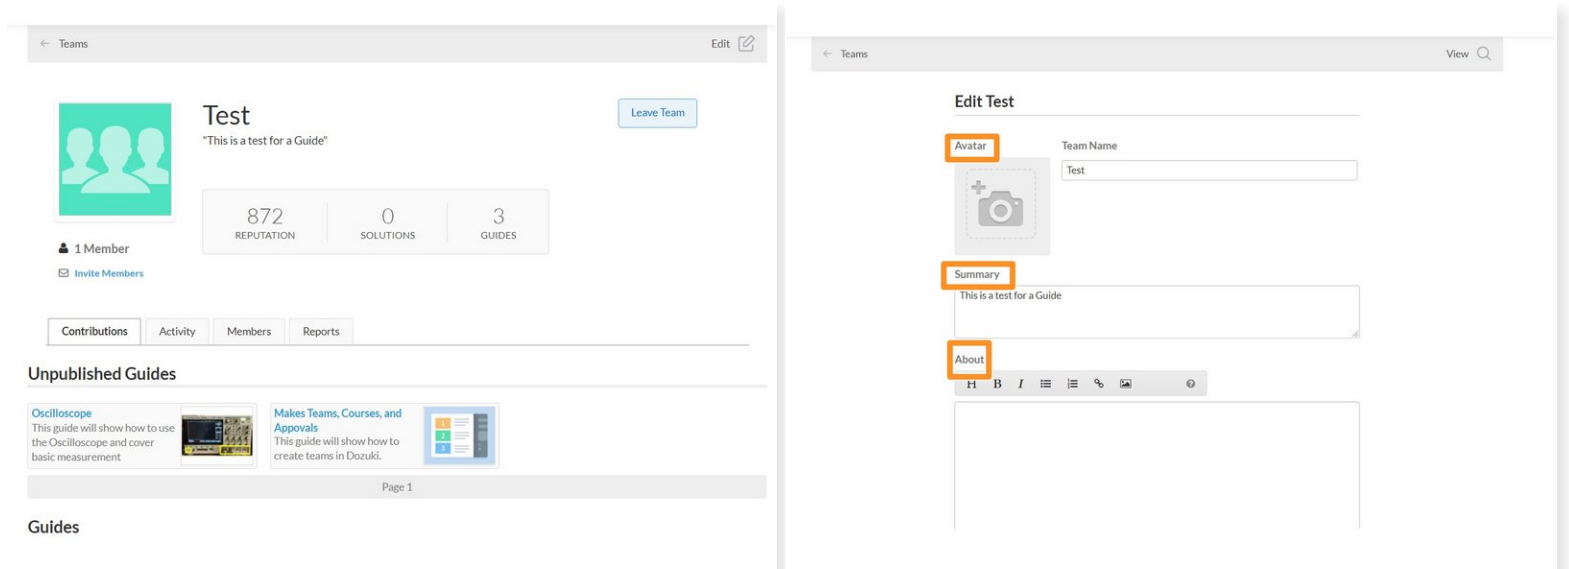 ← Teams
Edit
Test
"This is a test for a Guide"
Leave Team
872
REPUTATION
0
SOLUTIONS
3
GUIDES
1 Member
Invite Members
Contributions
Activity
Members
Reports
Unpublished Guides
Oscilloscope
This guide will show how to use
the Oscilloscope and cover
basic measurement
Makes Teams, Courses, and
Appovals
This guide will show how to
create teams in Dozuki.
1
2
3
Page 1
Guides
← Teams
View
Edit Test
Avatar
Team Name
Test
Summary
This is a test for a Guide
About
H B I